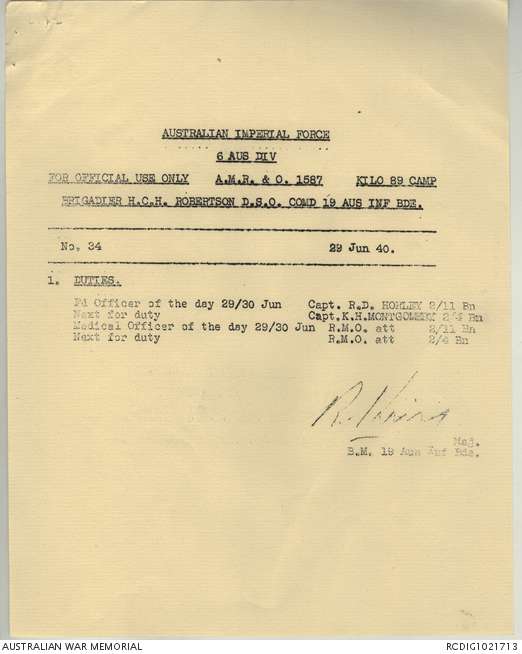 AUSTRALIAN IMPERIAL FORCE
6 AUS DIV
FOR OFFICIAL USE ONLY A.M.R. & O. 1587 KILO 89 CAMP
BRIGADIER H.C.H. ROBERTSON D.S.O. COMD 19 AUS INF BDE.
No. 34 29 Jun 40.
1. DUTIES.
Fd Officer of the day 29/30 Jun Capt. R.D. HOWLEY 2/11 Bn
Next for duty Capt.K.H.MONTGOMERY Bn
Medical Officer of the day 29/30 Jun R.M.O. att 2/11 Bn
Next for duty R.M.O. att 2/4 Bn
Maj.
B.M. 19 Aus Inf Bde.
AUSTRALIAN WAR MEMORIAL RCDIG1021713